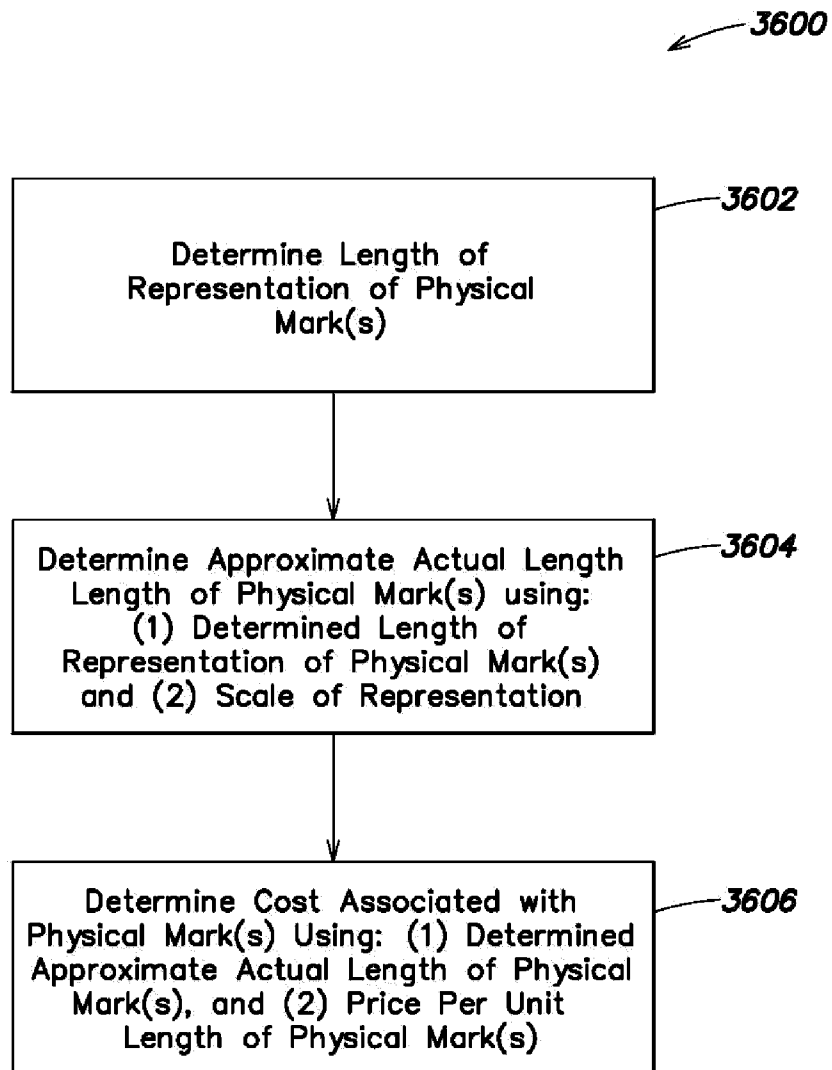 3600
3602
Determine Length of
Representation of Physical
Mark(s)
3604
Determine Approximate Actual Length
Length of Physical Mark(s) using:
(1) Determined Length of
Representation of Physical Mark(s)
and (2) Scale of Representation
3606
Determine Cost Associated with
Physical Mark(s) Using: (1) Determined
Approximate Actual Length of Physical
Mark(s), and (2) Price Per Unit
Length of Physical Mark(s)